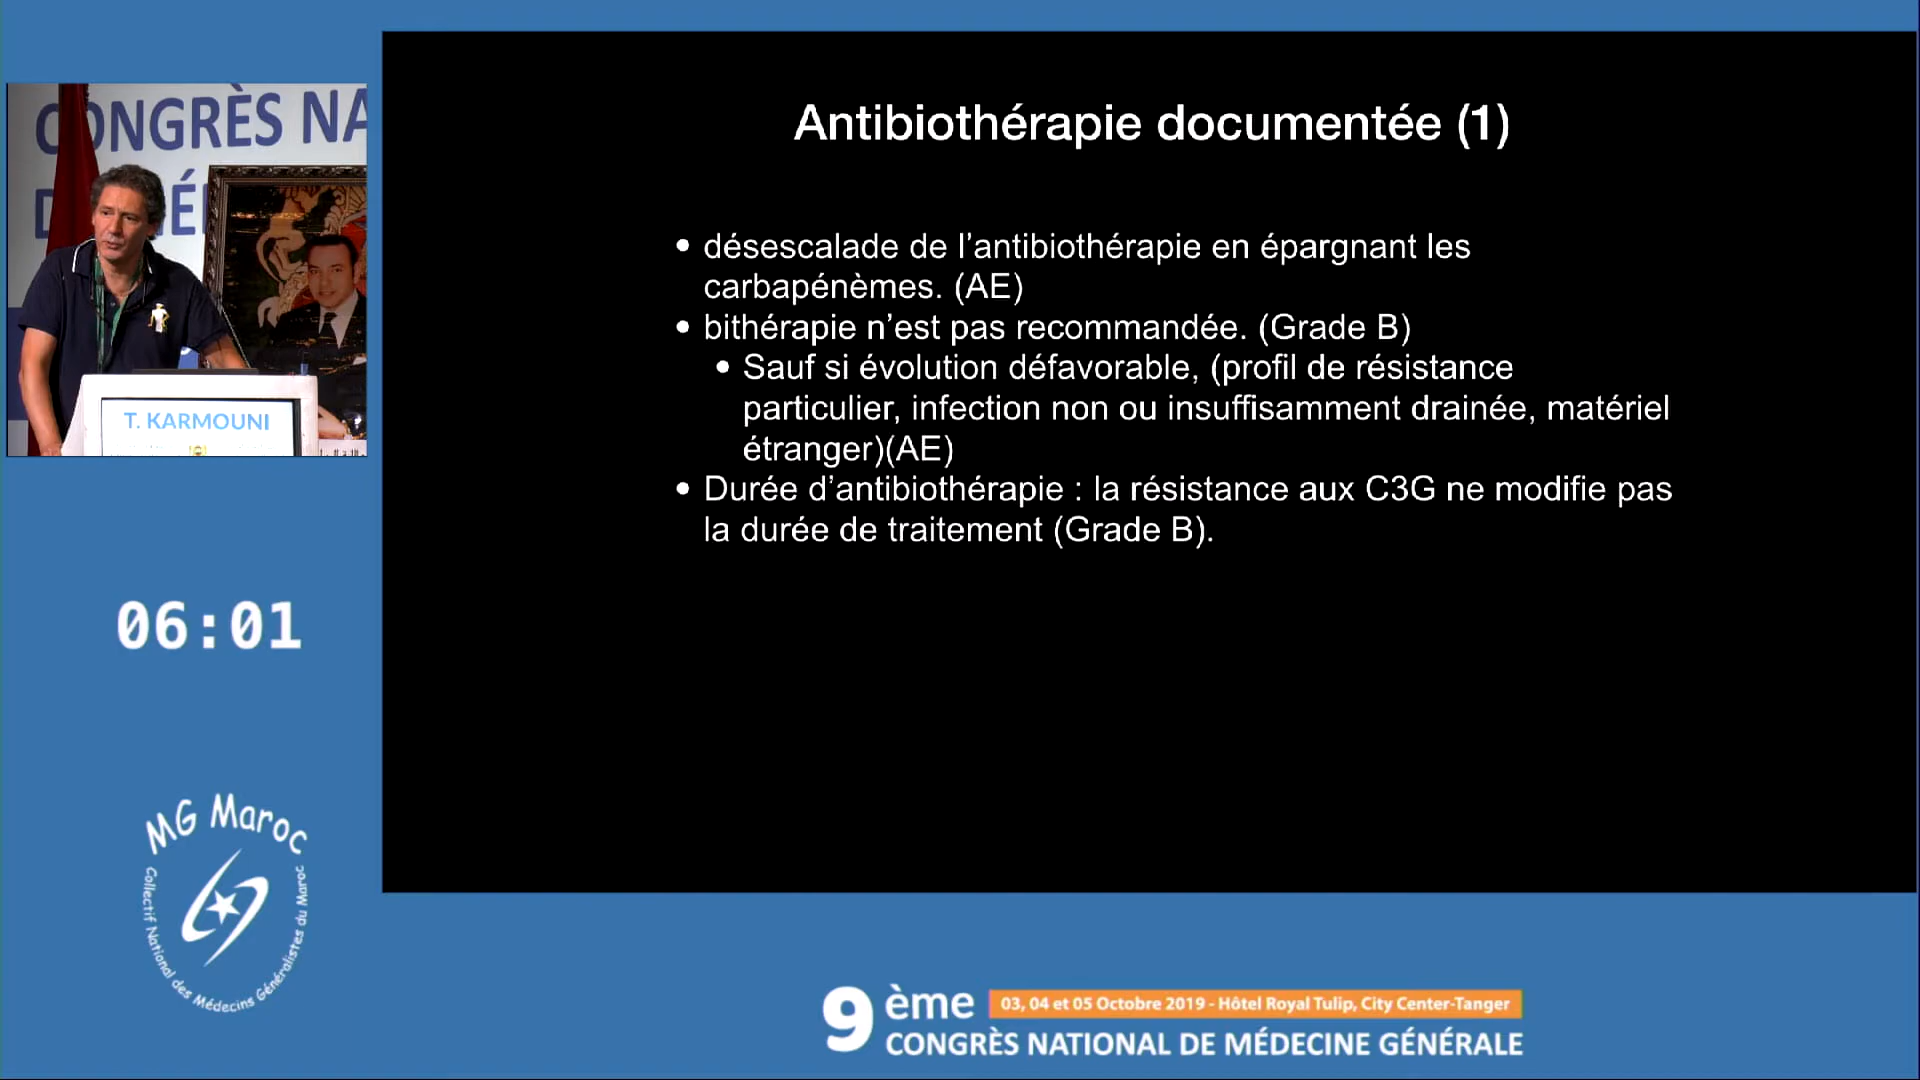 CONGRÈS NA
T. KARMOUNI
06:01
MG Maroc
Collectif National des Médecins Généralistes du Maroc
Antibiothérapie documentée (1)
• désescalade de l’antibiothérapie en épargnant les
carbapénèmes. (AE)
• bithérapie n’est pas recommandée. (Grade B)
• Sauf si évolution défavorable, (profil de résistance
particulier, infection non ou insuffisamment drainée, matériel
étranger)(AE)
• Durée d’antibiothérapie : la résistance aux C3G ne modifie pas
la durée de traitement (Grade B).
9 ème
03, 04 et 05 Octobre 2019 - Hôtel Royal Tulip, City Center-Tanger
CONGRÈS NATIONAL DE MÉDECINE GÉNÉRALE